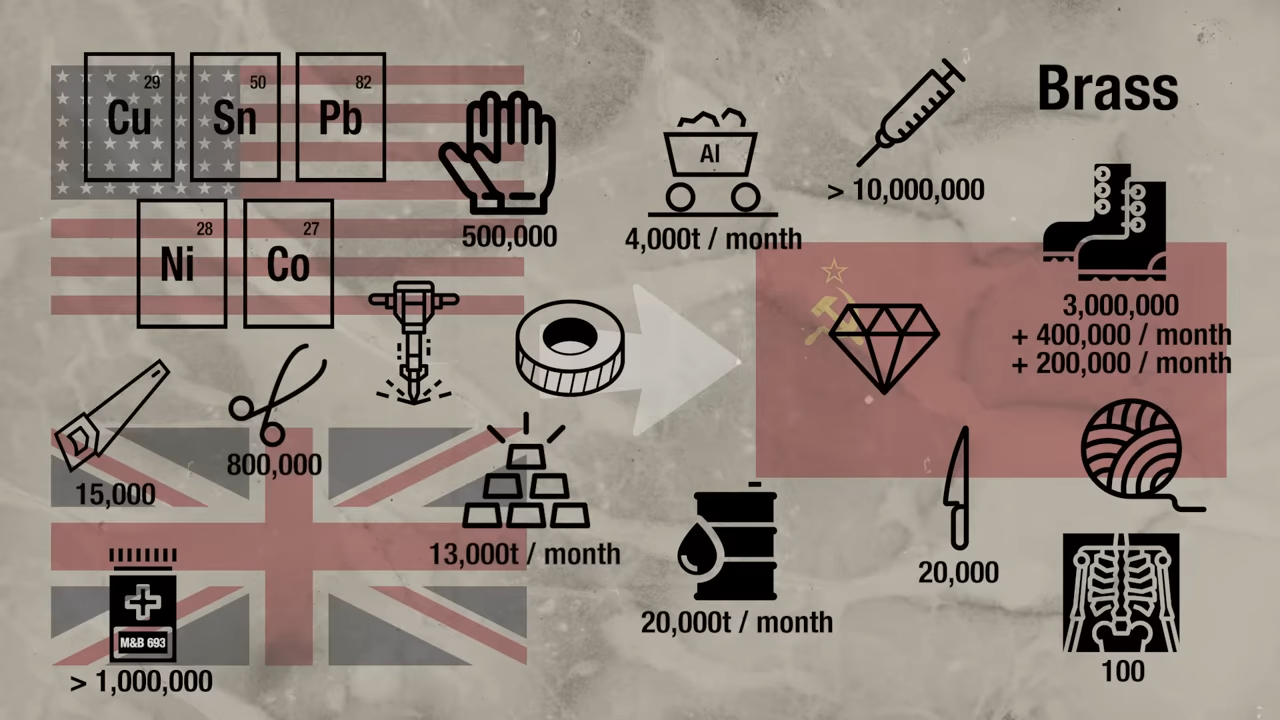 29
Cu
50
Sn
82
Pb
28
Ni
27
Co
500,000
Al
4,000t / month
> 10,000,000
Brass
3,000,000
+ 400,000 / month
+ 200,000 / month
15,000
800,000
13,000t / month
20,000t / month
20,000
100
M&B 693
> 1,000,000